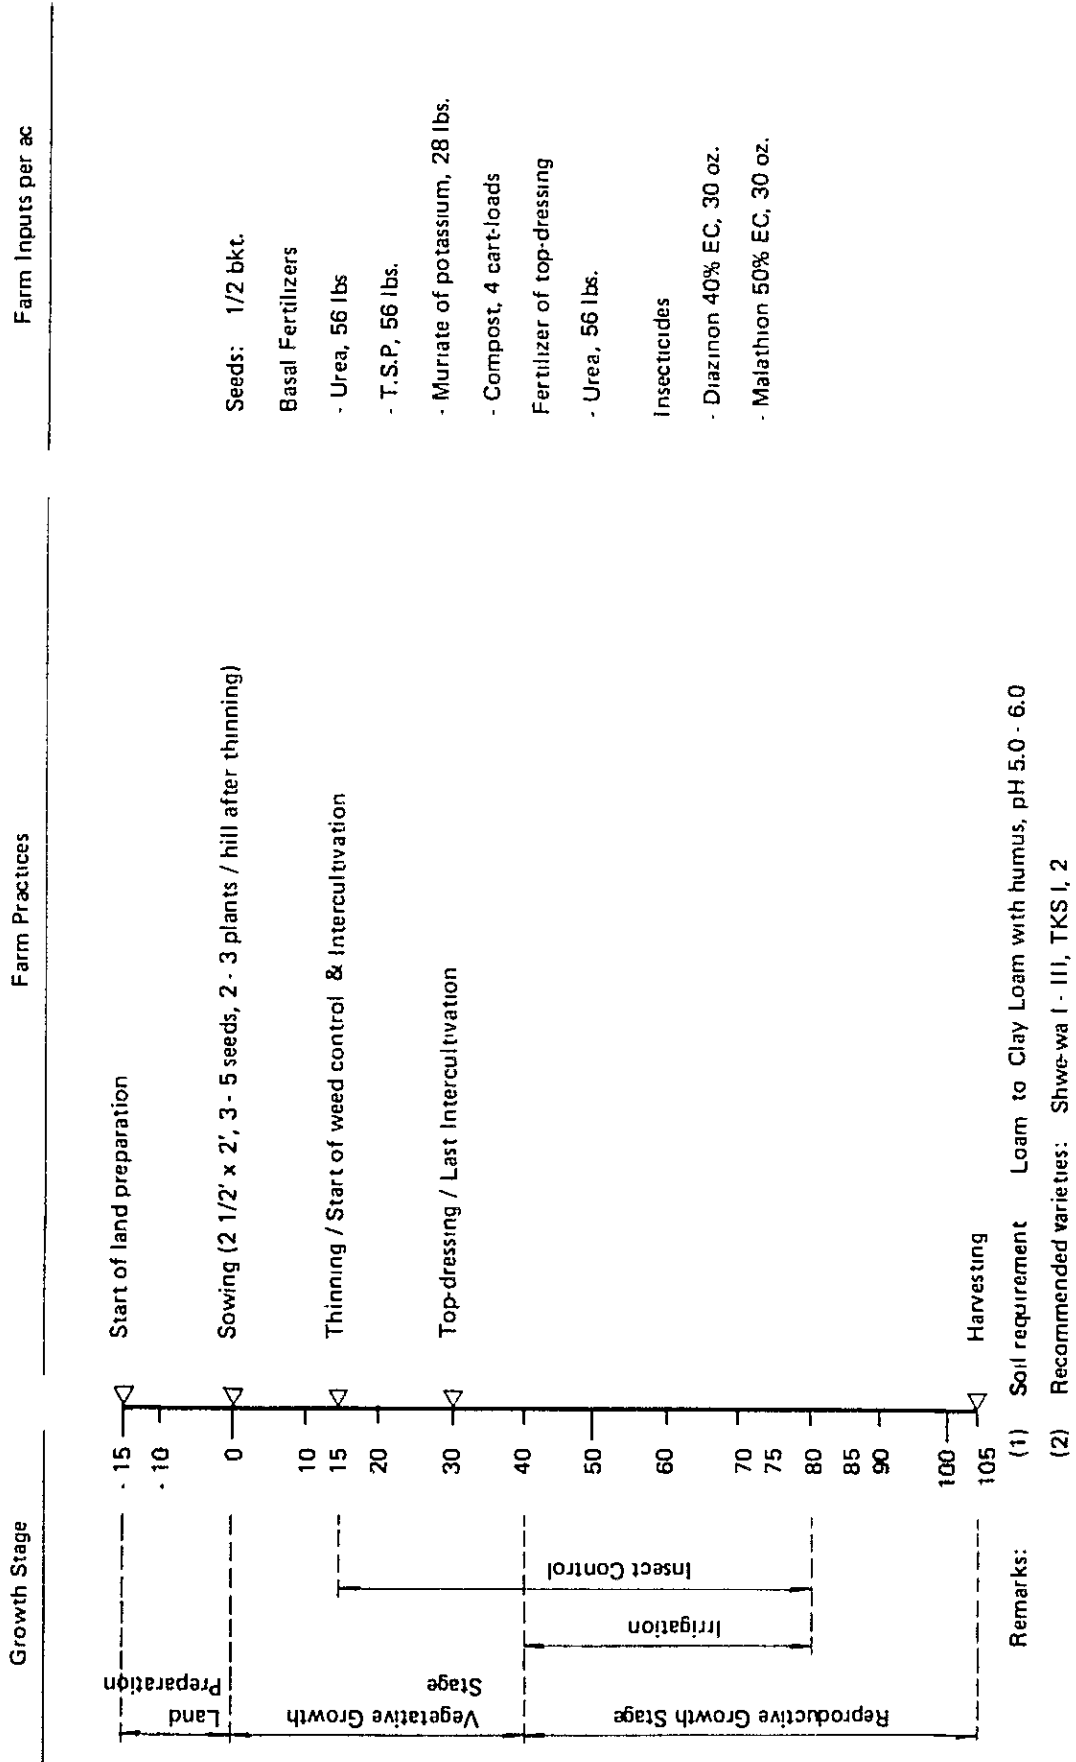 Growth Stage
Farm Practices
Farm Inputs per ac
Land
Preparation
Vegetative Growth
Stage
Reproductive Growth Stage
Irrigation
Insect Control
- 15
- 10
0
10
15
20
30
40
50
60
70
75
80
85
90
100
105
Start of land preparation
Sowing (2 1/2' x 2', 3 - 5 seeds, 2 - 3 plants / hill after thinning)
Thinning / Start of weed control & Intercultivation
Top-dressing / Last Intercultivation
Harvesting
Seeds: 1/2 bkt.
Basal Fertilizers
- Urea, 56 lbs
- T.S.P, 56 lbs.
- Muriate of potassium, 28 lbs.
- Compost, 4 cart-loads
Fertilizer of top-dressing
- Urea, 56 lbs.
Insecticides
- Diazinon 40% EC, 30 oz.
- Malathion 50% EC, 30 oz.
Remarks: (1) Soil requirement Loam to Clay Loam with humus, pH 5.0 - 6.0
(2) Recommended varieties: Shwe-wa I - III, TKS I, 2